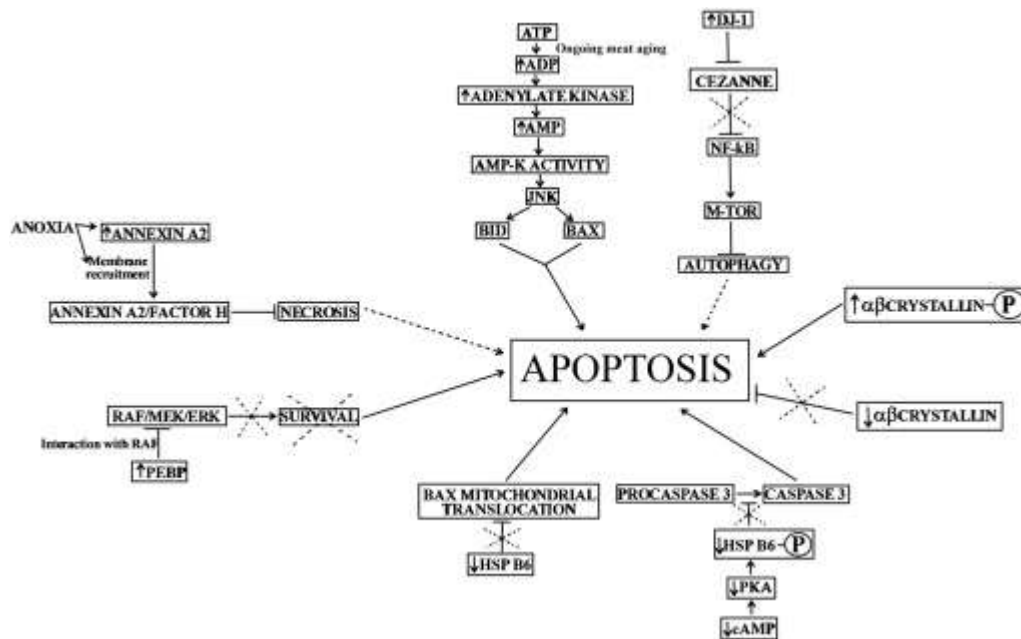 ATP
Ongoing meat aging
↑ADP
↑ADENYLATE KINASE
↑AMP
AMP-K ACTIVITY
JNK
BID
BAX
↑DJ-1
CEZANNE
NF-kB
M-TOR
AUTOPHAGY
ANOXIA
↑ANNEXIN A2
Membrane
recruitment
ANNEXIN A2/FACTOR H
NECROSIS
↑αβCRYSTALLIN-P
APOPTOSIS
↓αβCRYSTALLIN
RAF/MEK/ERK
SURVIVAL
Interaction with RAF
↑PEBP
BAX MITOCHONDRIAL
TRANSLOCATION
↓HSP B6
PROCASPASE 3
CASPASE 3
↓HSP B6-P
↓PKA
↓cAMP